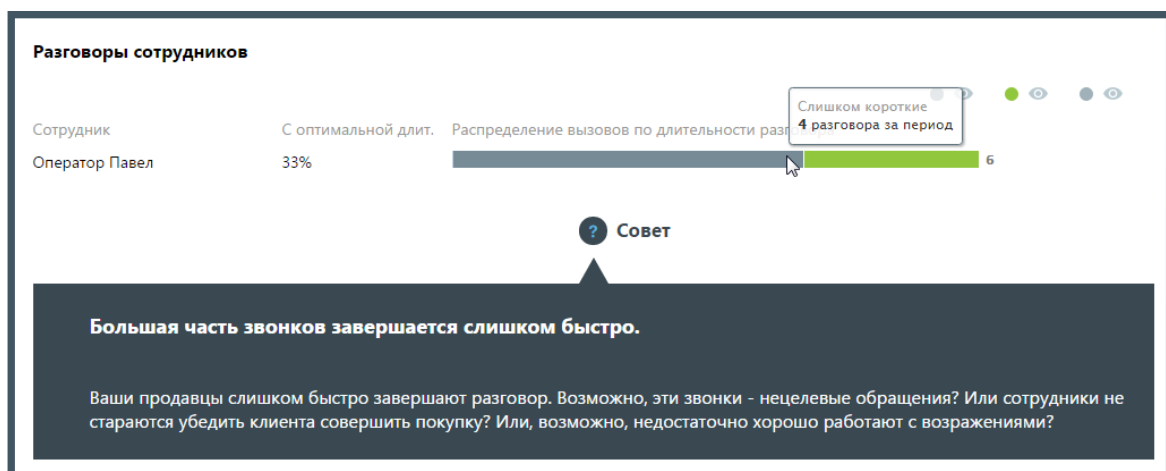 Разговоры сотрудников
Слишком короткие
4 разговора за период
Сотрудник
С оптимальной длит.
Распределение вызовов по длительности
Оператор Павел
33%
6
? Совет
Большая часть звонков завершается слишком быстро.
Ваши продавцы слишком быстро завершают разговор. Возможно, эти звонки - нецелевые обращения? Или сотрудники не
стараются убедить клиента совершить покупку? Или, возможно, недостаточно хорошо работают с возражениями?